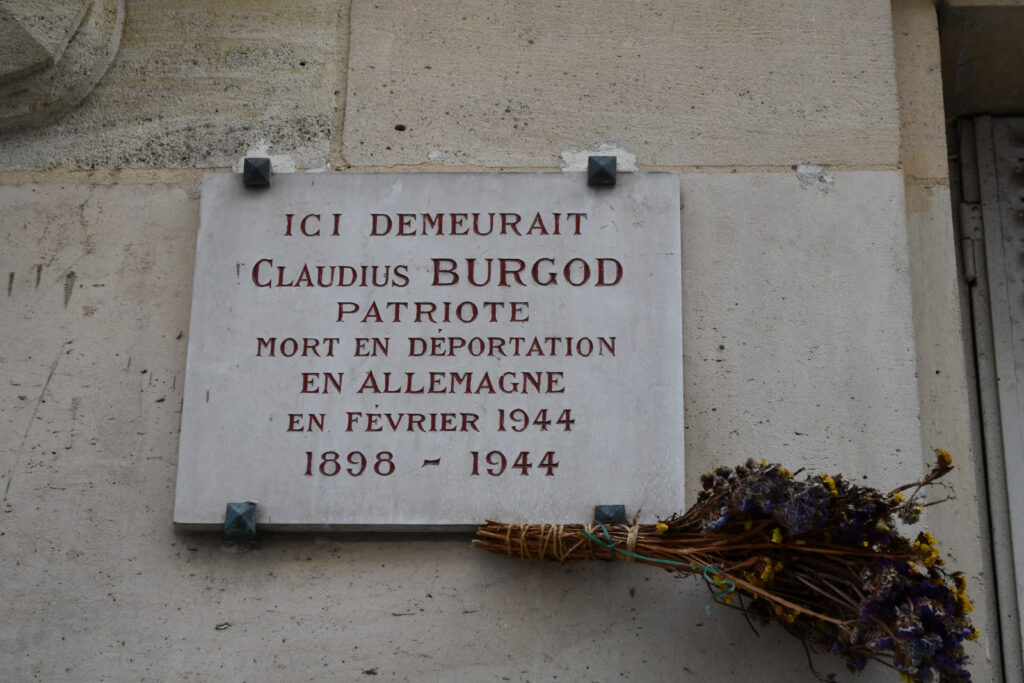 ICI DEMEURAIT
CLAUDIUS BURGOD
PATRIOTE
MORT EN DÉPORTATION
EN ALLEMAGNE
EN FÉVRIER 1944
1898 - 1944